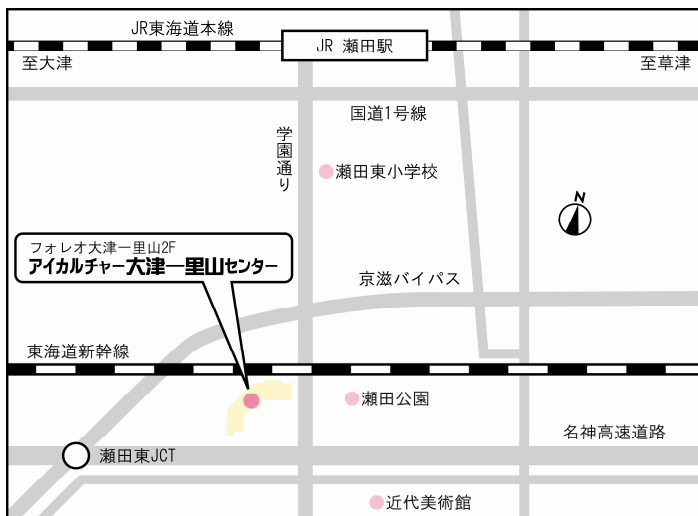 JR東海道本線
JR 瀬田駅
至大津
至草津
国道1号線
学園通り
瀬田東小学校
N
フォレオ大津一里山2F
アイカルチャー大津一里山センター
京滋バイパス
東海道新幹線
瀬田公園
名神高速道路
瀬田東JCT
近代美術館